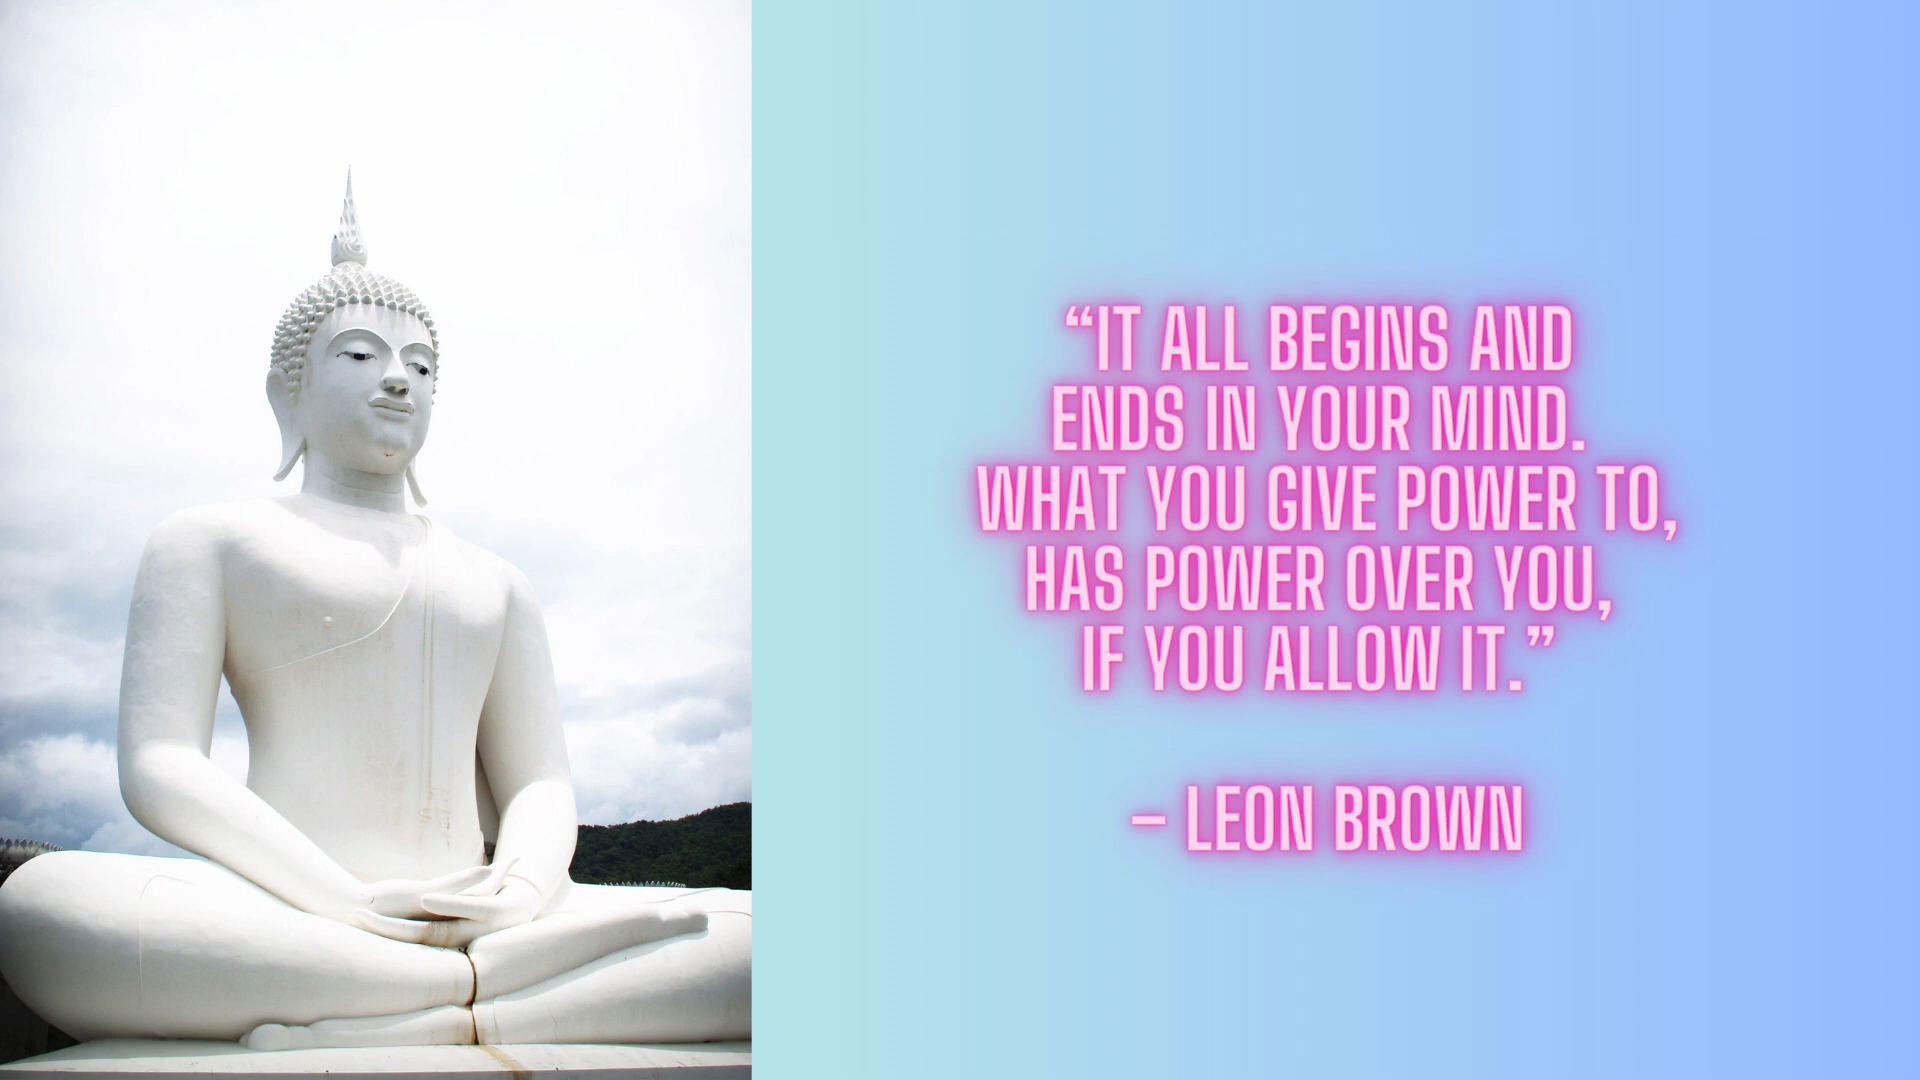 “IT ALL BEGINS AND
ENDS IN YOUR MIND.
WHAT YOU GIVE POWER TO,
HAS POWER OVER YOU,
IF YOU ALLOW IT.”
– LEON BROWN